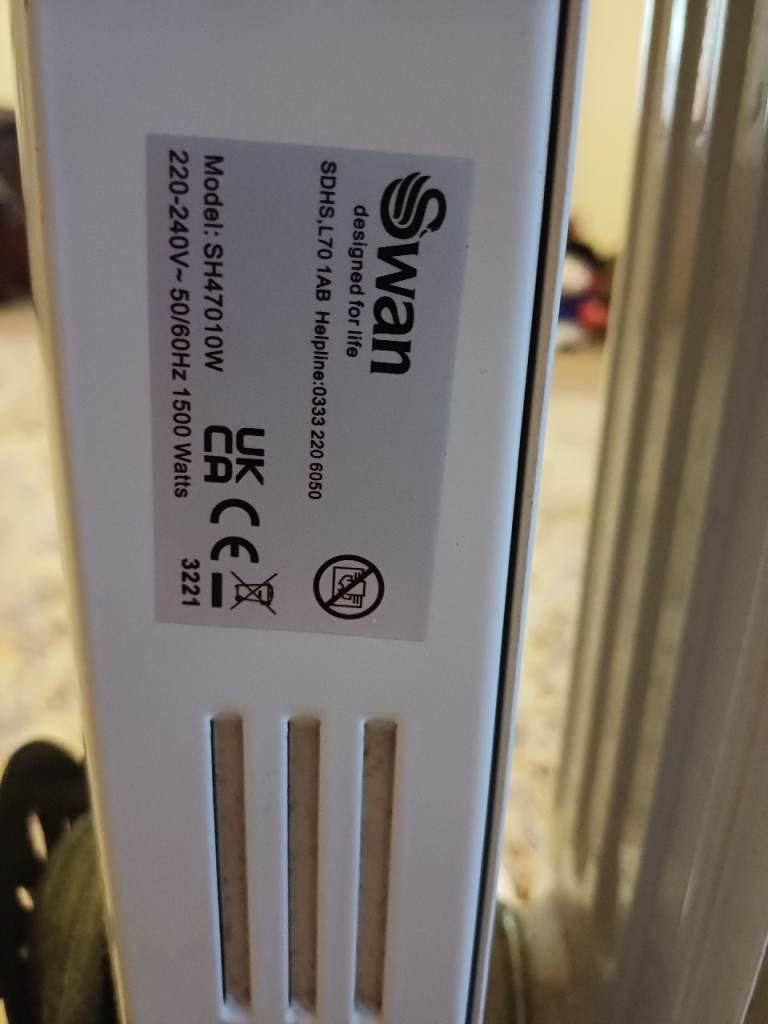 Swan
designed for life
SDHS,L70 1AB Helpline:0333 220 6050
UK
CA CE
Model: SH47010W
220-240V~ 50/60Hz 1500 Watts
3221